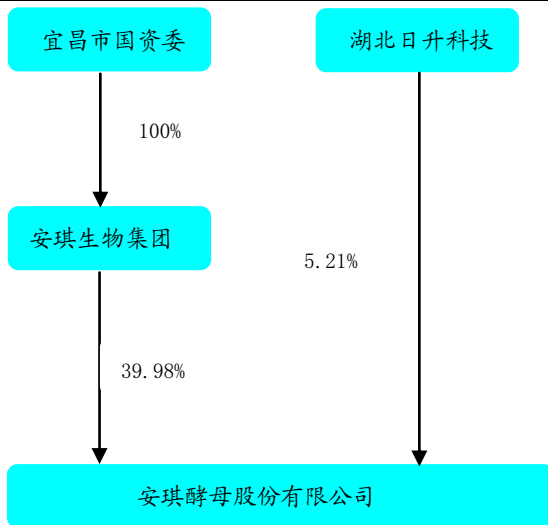 宜昌市国资委
湖北日升科技
100%
安琪生物集团
5.21%
39.98%
安琪酵母股份有限公司